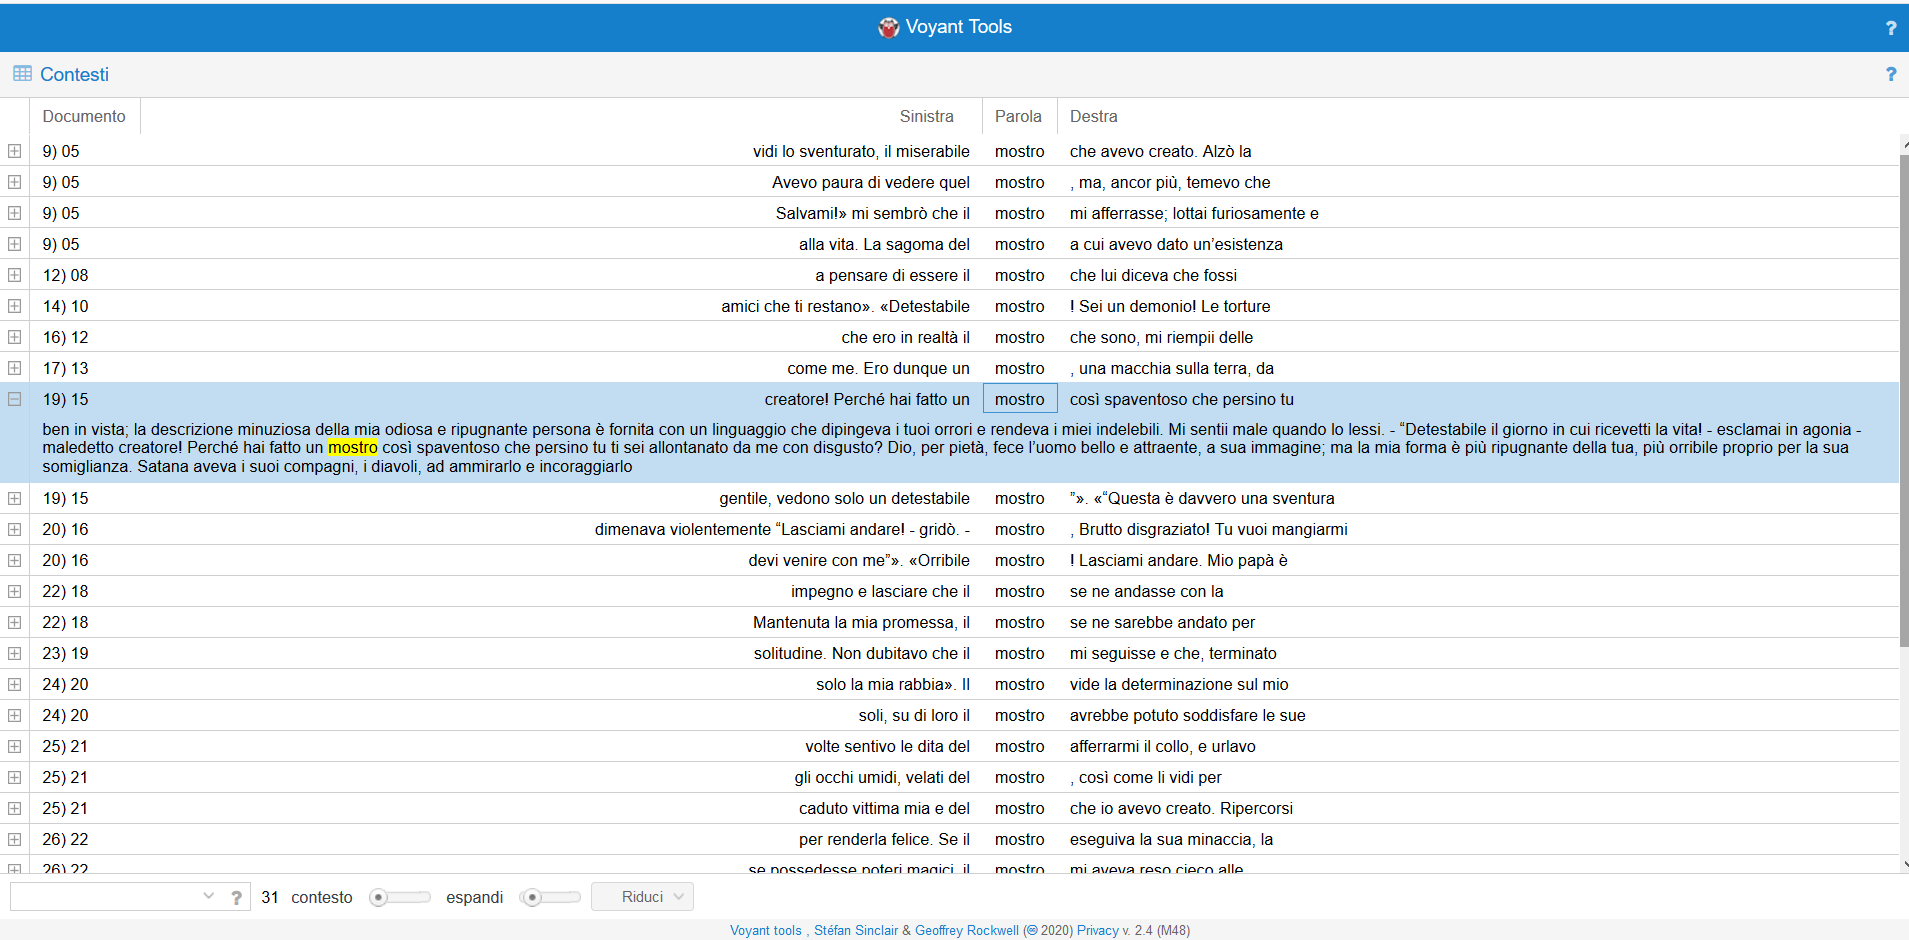 Voyant Tools ?
Contesti ?
Documento Sinistra Parola Destra
9) 05 vidi lo sventurato, il miserabile mostro che avevo creato. Alzò la
9) 05 Avevo paura di vedere quel mostro , ma, ancor più, temevo che
9) 05 Salvami!» mi sembrò che il mostro mi afferrasse; lottai furiosamente e
9) 05 alla vita. La sagoma del mostro a cui avevo dato un’esistenza
12) 08 a pensare di essere il mostro che lui diceva che fossi
14) 10 amici che ti restano». «Detestabile mostro ! Sei un demonio! Le torture
16) 12 che ero in realtà il mostro che sono, mi riempii delle
17) 13 come me. Ero dunque un mostro , una macchia sulla terra, da
19) 15 creatore! Perché hai fatto un mostro così spaventoso che persino tu
ben in vista; la descrizione minuziosa della mia odiosa e ripugnante persona è fornita con un linguaggio che dipingeva i tuoi orrori e rendeva i miei indelebili. Mi sentii male quando lo lessi. - “Detestabile il giorno in cui ricevetti la vita! - esclamai in agonia -
maledetto creatore! Perché hai fatto un mostro così spaventoso che persino tu ti sei allontanato da me con disgusto? Dio, per pietà, fece l’uomo bello e attraente, a sua immagine; ma la mia forma è più ripugnante della tua, più orribile proprio per la sua
somiglianza. Satana aveva i suoi compagni, i diavoli, ad ammirarlo e incoraggiarlo
19) 15 gentile, vedono solo un detestabile mostro ”». «“Questa è davvero una sventura
20) 16 dimenava violentemente “Lasciami andare! - gridò. - mostro , Brutto disgraziato! Tu vuoi mangiarmi
20) 16 devi venire con me”». «Orribile mostro ! Lasciami andare. Mio papà è
22) 18 impegno e lasciare che il mostro se ne andasse con la
22) 18 Mantenuta la mia promessa, il mostro se ne sarebbe andato per
23) 19 solitudine. Non dubitavo che il mostro mi seguisse e che, terminato
24) 20 solo la mia rabbia». Il mostro vide la determinazione sul mio
24) 20 soli, su di loro il mostro avrebbe potuto soddisfare le sue
25) 21 volte sentivo le dita del mostro afferrarmi il collo, e urlavo
25) 21 gli occhi umidi, velati del mostro , così come li vidi per
25) 21 caduto vittima mia e del mostro che io avevo creato. Ripercorsi
26) 22 per renderla felice. Se il mostro eseguiva la sua minaccia, la
26) 22 se possedesse poteri magici, il mostro mi aveva reso cieco alle
? 31 contesto espandi Riduci
Voyant tools , Stéfan Sinclair & Geoffrey Rockwell (2020) Privacy v. 2.4 (M48)